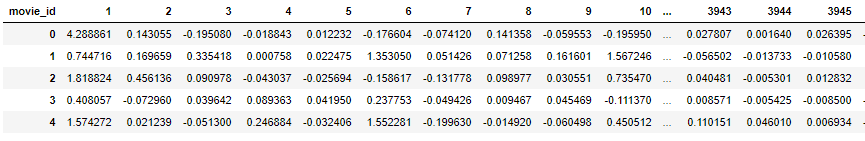 movie_id 1 2 3 4 5 6 7 8 9 10 ... 3943 3944 3945
0 4.288861 0.143055 -0.195080 -0.018843 0.012232 -0.176604 -0.074120 0.141358 -0.059553 -0.195950 ... 0.027807 0.001640 0.026395 -
1 0.744716 0.169659 0.335418 0.000758 0.022475 1.353050 0.051426 0.071258 0.161601 1.567246 ... -0.056502 -0.013733 -0.010580
2 1.818824 0.456136 0.090978 -0.043037 -0.025694 -0.158617 -0.131778 0.098977 0.030551 0.735470 ... 0.040481 -0.005301 0.012832
3 0.408057 -0.072960 0.039642 0.089363 0.041950 0.237753 -0.049426 0.009467 0.045469 -0.111370 ... 0.008571 -0.005425 -0.008500 -
4 1.574272 0.021239 -0.051300 0.246884 -0.032406 1.552281 -0.199630 -0.014920 -0.060498 0.450512 ... 0.110151 0.046010 0.006934 -